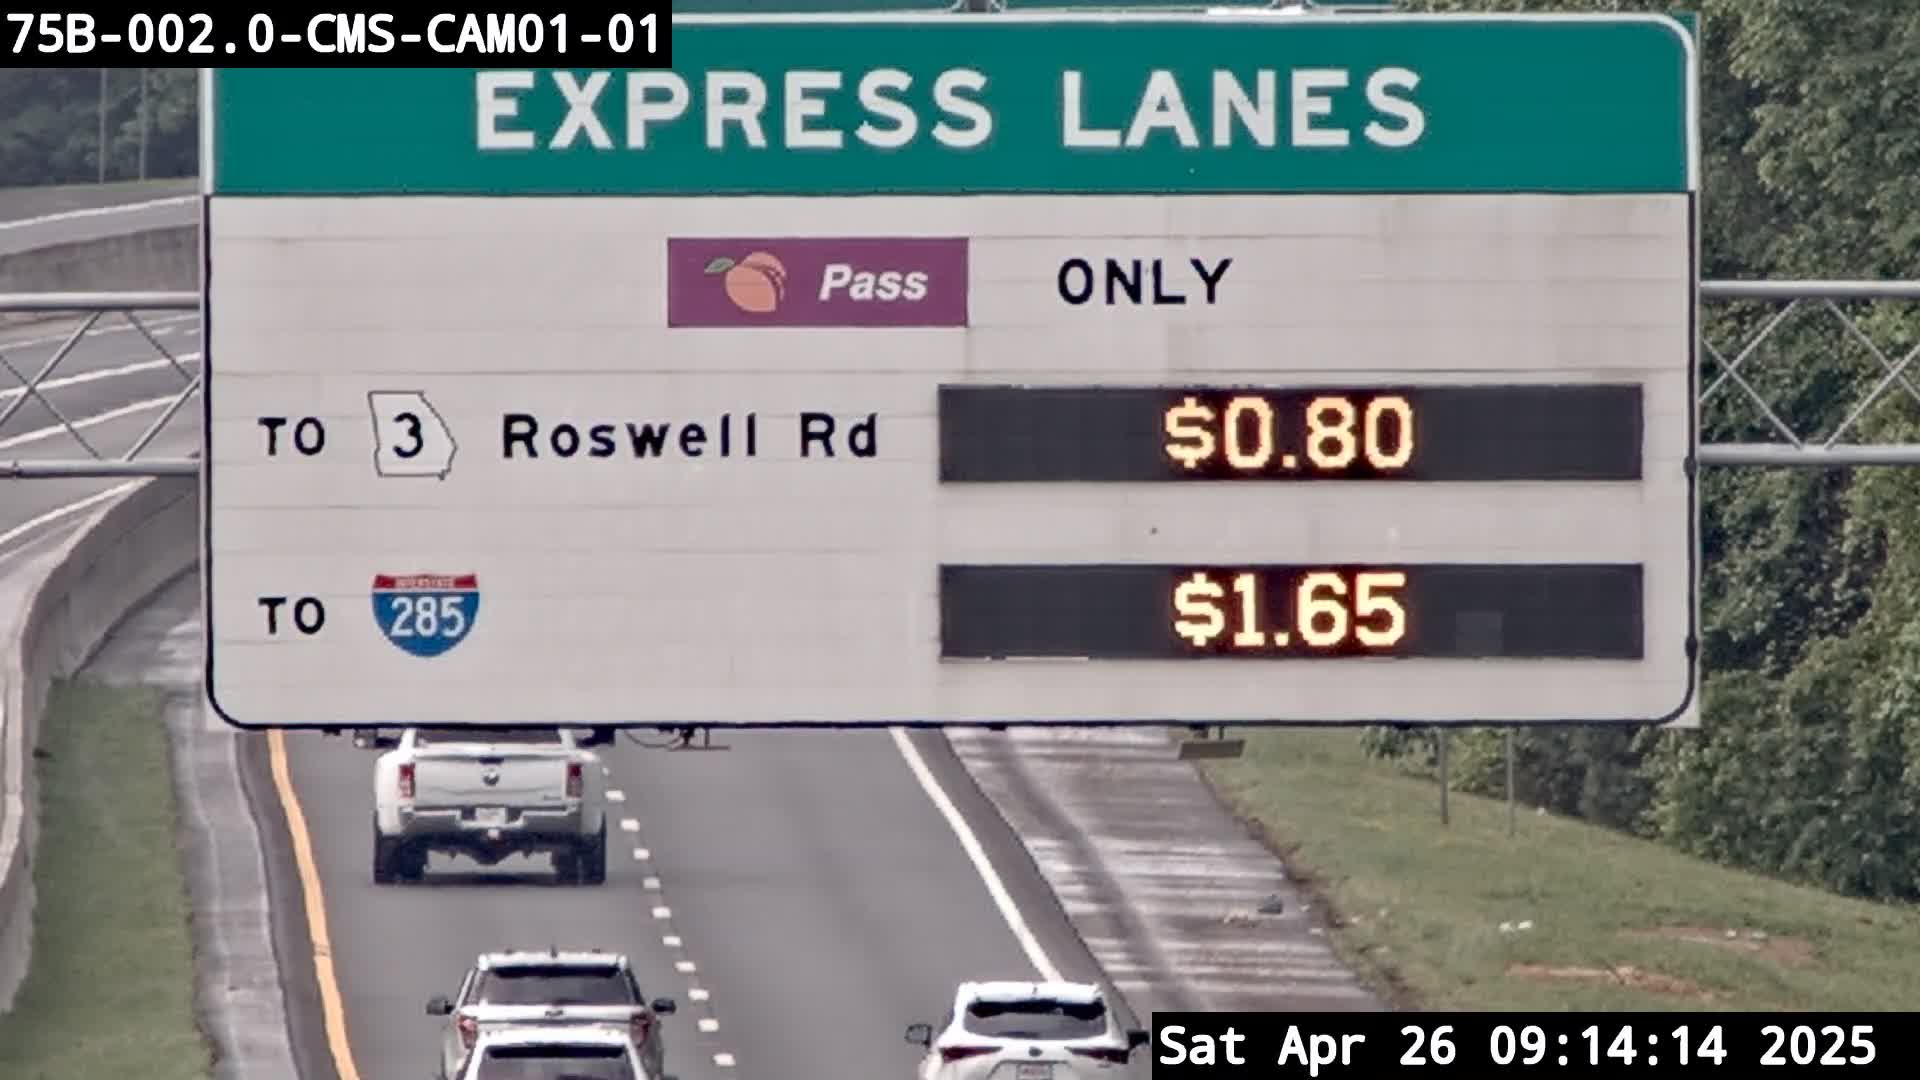 75B-002.0-CMS-CAM01-01
EXPRESS LANES
Pass ONLY
TO 3 Roswell Rd $0.80
TO INTERSTATE 285 $1.65
Sat Apr 26 09:14:14 2025